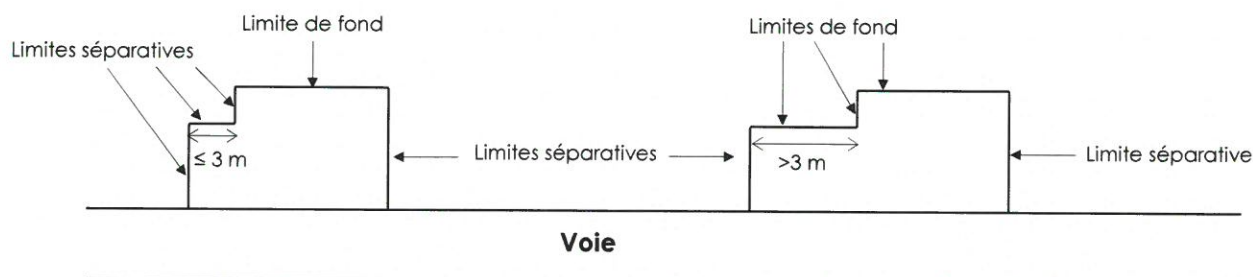 Limite de fond
Limites de fond
Limites séparatives
≤ 3 m
Limites séparatives
>3 m
Limite séparative
Voie